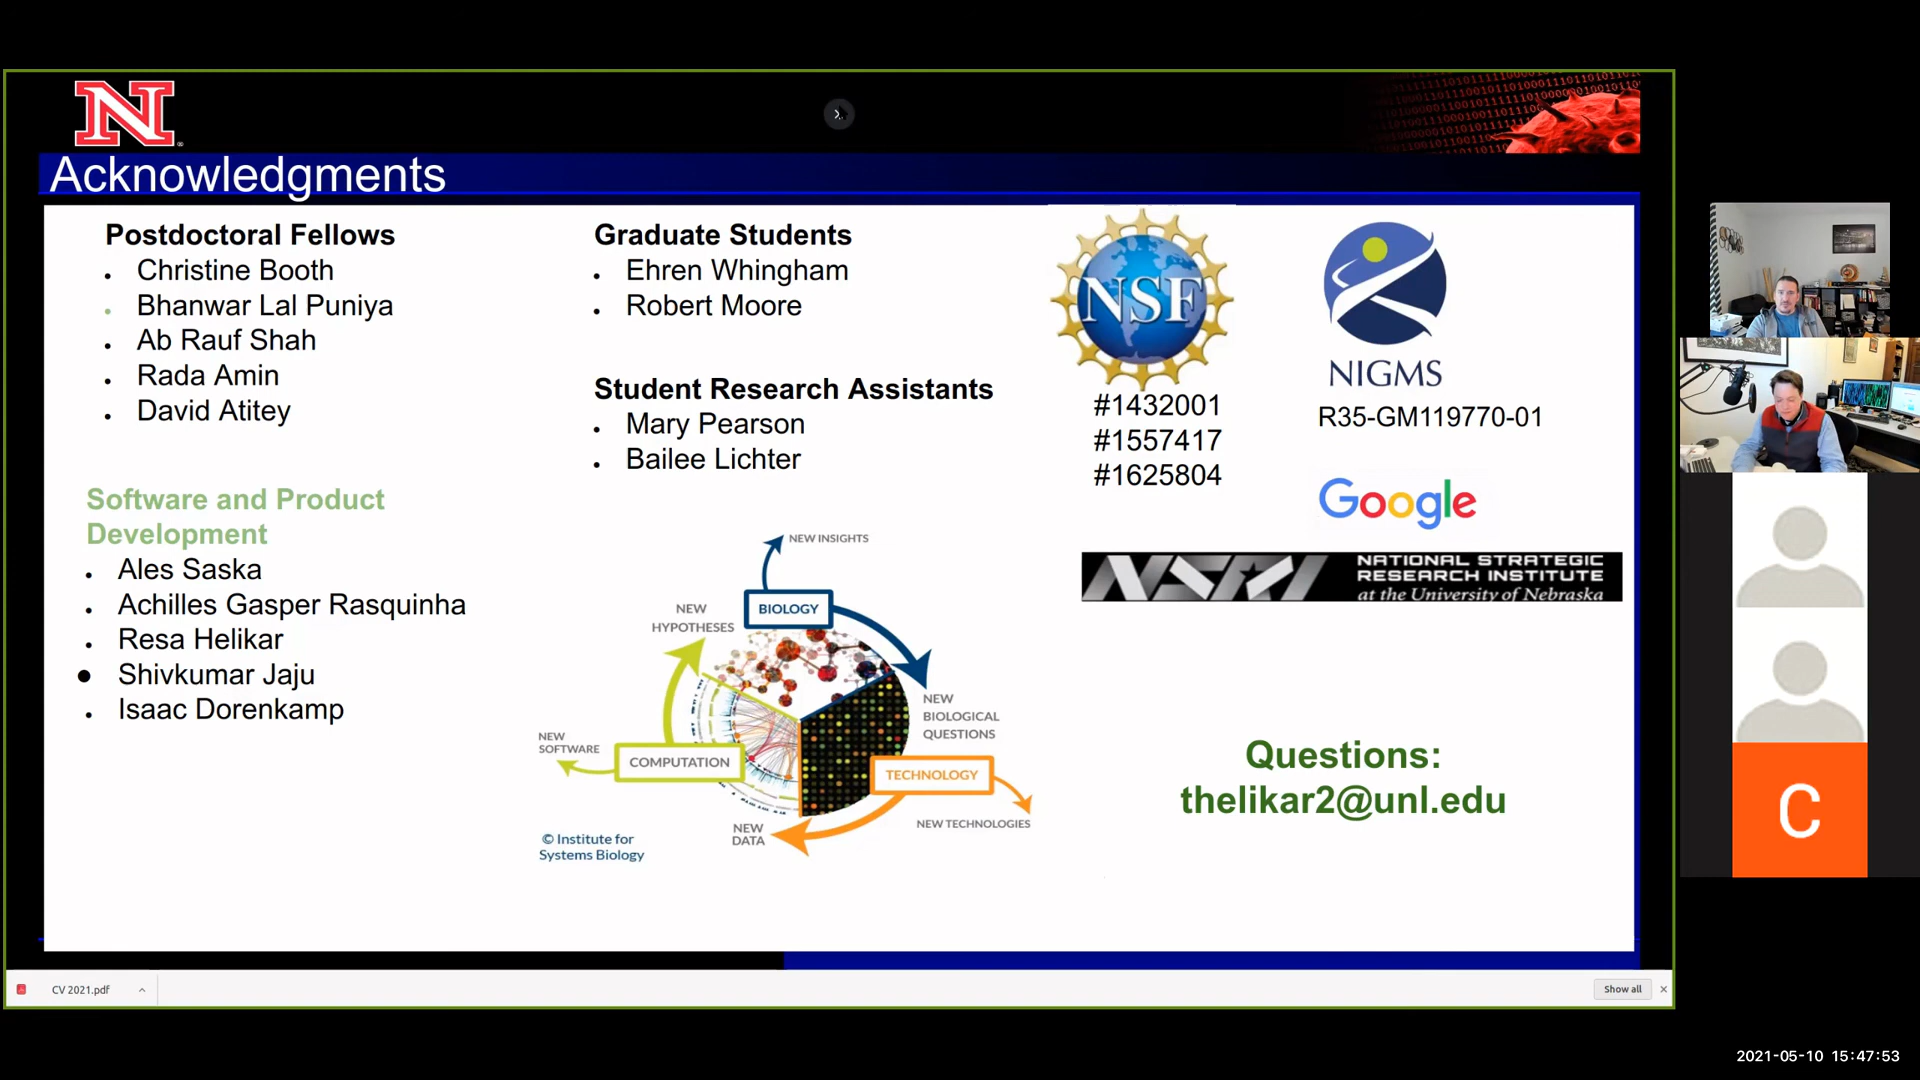 N
Acknowledgments
Postdoctoral Fellows
Christine Booth
Bhanwar Lal Puniya
Ab Rauf Shah
Rada Amin
David Atitey
Software and Product
Development
Ales Saska
Achilles Gasper Rasquinha
Resa Helikar
Shivkumar Jaju
Isaac Dorenkamp
Graduate Students
Ehren Whingham
Robert Moore
Student Research Assistants
Mary Pearson
Bailee Lichter
NEW INSIGHTS
BIOLOGY
NEW
HYPOTHESES
NEW
BIOLOGICAL
QUESTIONS
NEW
SOFTWARE
COMPUTATION
TECHNOLOGY
NEW TECHNOLOGIES
NEW
DATA
© Institute for
Systems Biology
NSF
#1432001
#1557417
#1625804
NIGMS
R35-GM119770-01
Google
NSRI
NATIONAL STRATEGIC
RESEARCH INSTITUTE
at the University of Nebraska
Questions:
thelikar2@unl.edu
C
CV 2021.pdf
Show all
2021-05-10 15:47:53